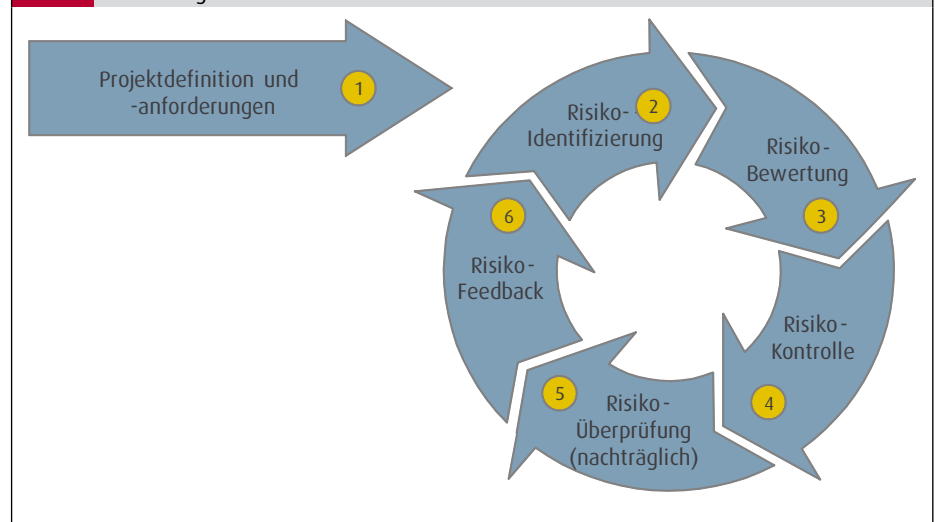 Projektdefinition und
-anforderungen
1
Risiko-
Identifizierung
2
Risiko-
Bewertung
3
Risiko-
Kontrolle
4
Risiko-
Überprüfung
(nachträglich)
5
Risiko-
Feedback
6